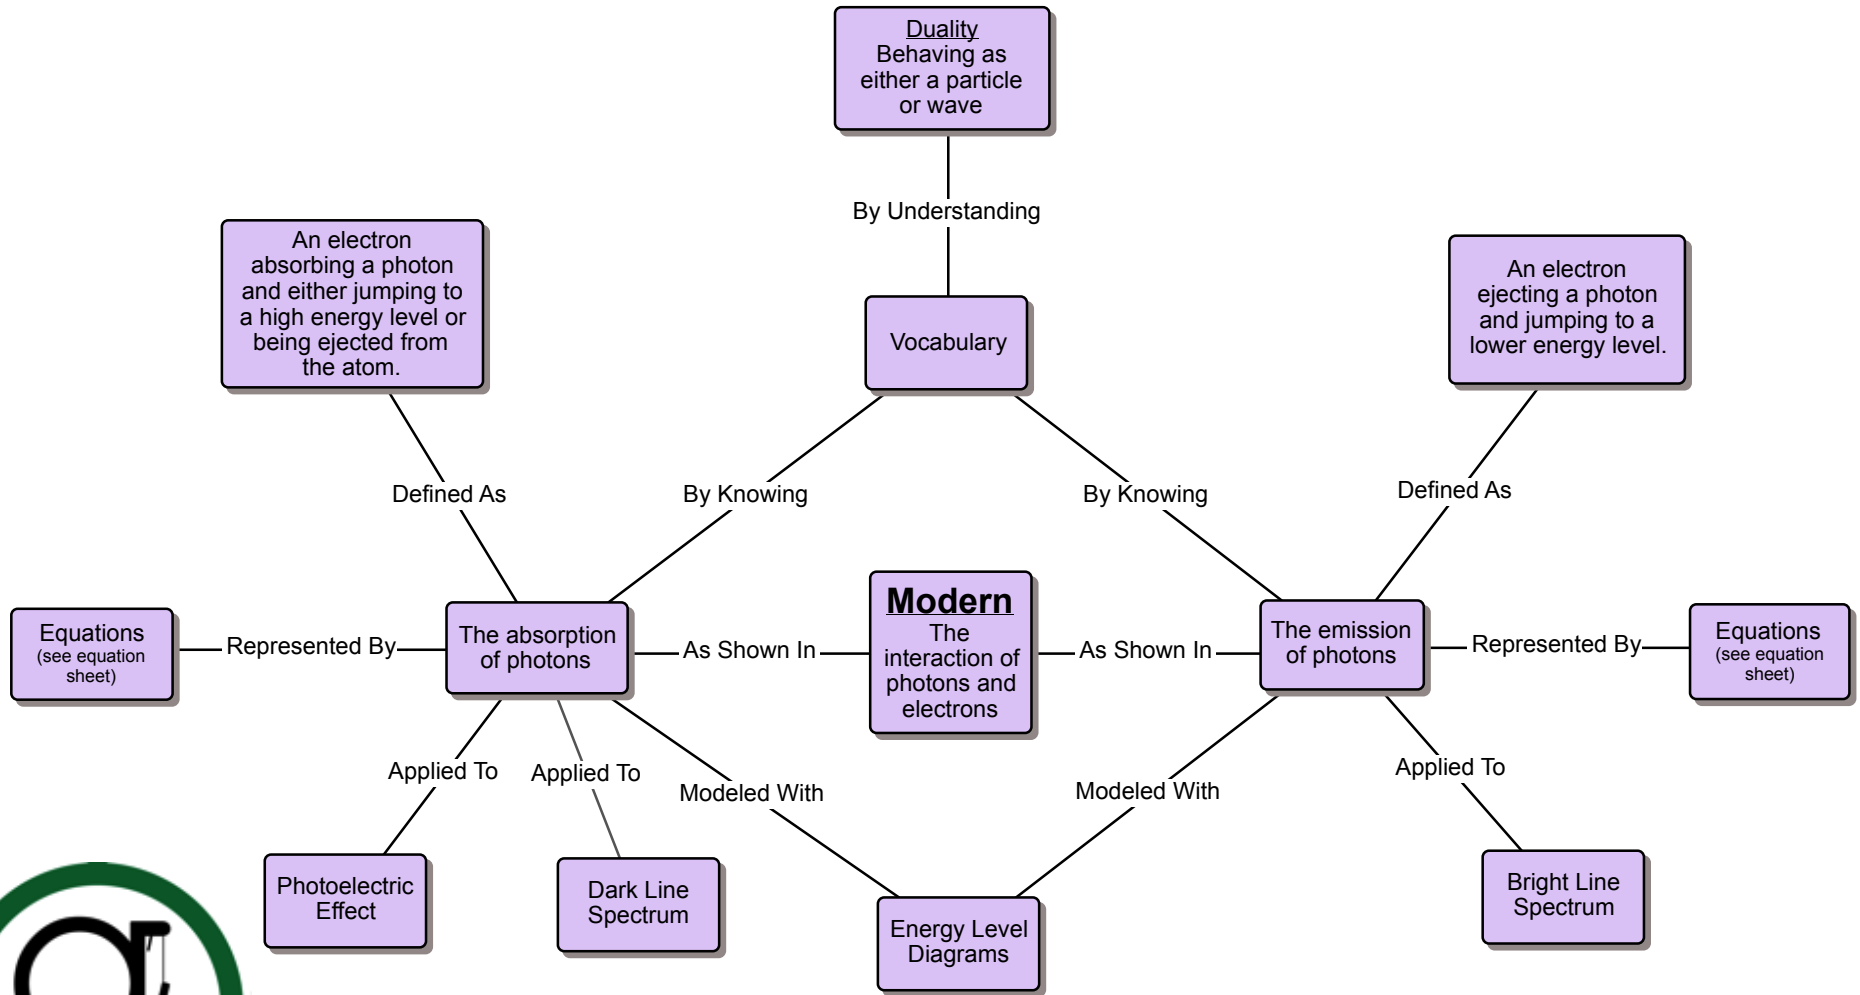 Duality
Behaving as
either a particle
or wave
By Understanding
An electron
absorbing a photon
and either jumping to
a high energy level or
being ejected from
the atom.
An electron
ejecting a photon
and jumping to a
lower energy level.
Vocabulary
Defined As
By Knowing
By Knowing
Defined As
Equations
(see equation
sheet)
Represented By
The absorption
of photons
As Shown In
Modern
The
interaction of
photons and
electrons
As Shown In
The emission
of photons
Represented By
Equations
(see equation
sheet)
Applied To
Applied To
Modeled With
Modeled With
Applied To
Photoelectric
Effect
Dark Line
Spectrum
Energy Level
Diagrams
Bright Line
Spectrum